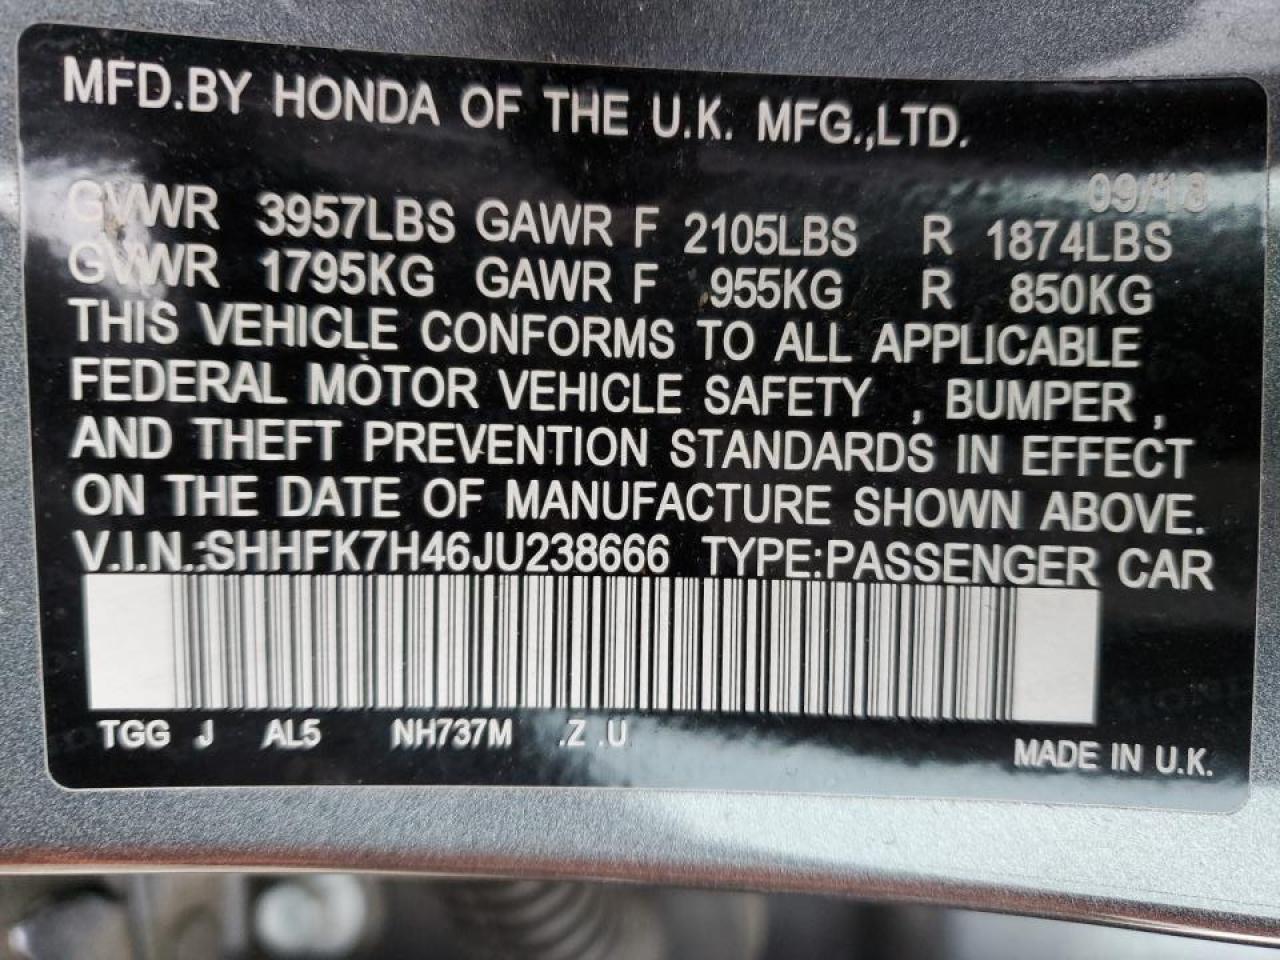 MFD.BY HONDA OF THE U.K. MFG.,LTD.
09/18
GVWR 3957LBS GAWR F 2105LBS R 1874LBS
GVWR 1795KG GAWR F 955KG R 850KG
THIS VEHICLE CONFORMS TO ALL APPLICABLE
FEDERAL MOTOR VEHICLE SAFETY , BUMPER ,
AND THEFT PREVENTION STANDARDS IN EFFECT
ON THE DATE OF MANUFACTURE SHOWN ABOVE.
V.I.N.:SHHFK7H46JU238666 TYPE:PASSENGER CAR
TGG J AL5 NH737M .Z .U
MADE IN U.K.